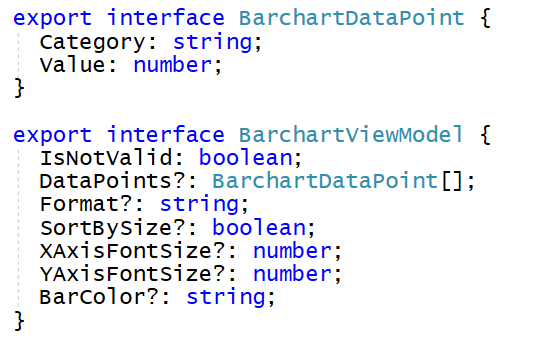 export interface BarchartDataPoint {
  Category: string;
  Value: number;
}

export interface BarchartViewModel {
  IsNotValid: boolean;
  DataPoints?: BarchartDataPoint[];
  Format?: string;
  SortBySize?: boolean;
  XAxisFontSize?: number;
  YAxisFontSize?: number;
  BarColor?: string;
}